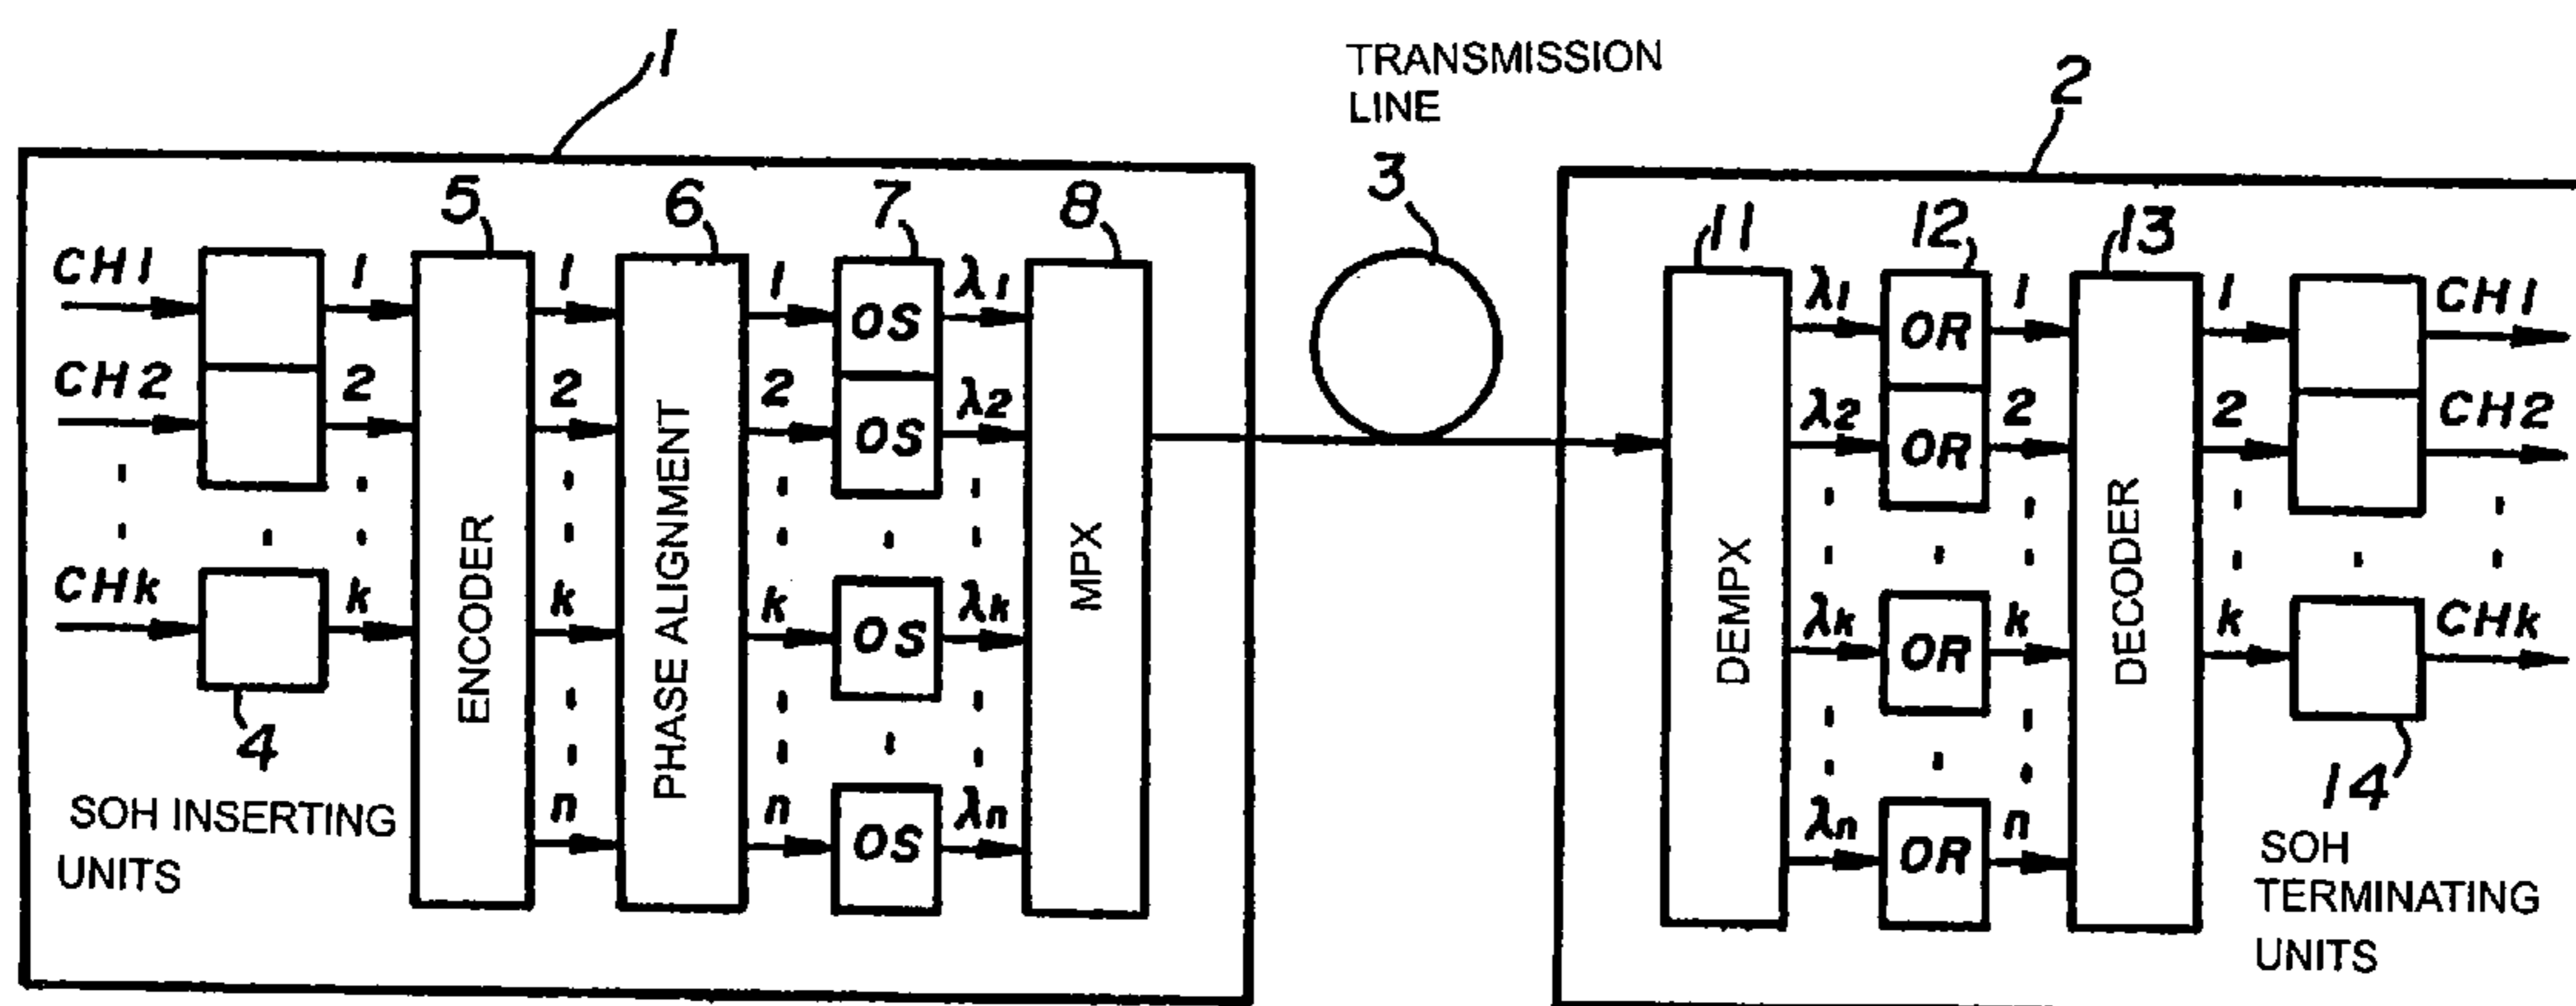 1
TRANSMISSION
LINE
2
3
5 6 7 8
11 12 13
CH1 1 1 1 OS λ1
CH2 2 2 2 OS λ2
CHk k k k OS λk
n n OS λn
ENCODER
PHASE ALIGNMENT
MPX
4
SOH INSERTING
UNITS
λ1 OR 1 1 CH1
λ2 OR 2 2 CH2
λk OR k k CHk
λn OR n
DEMPX
DECODER
14
SOH
TERMINATING
UNITS